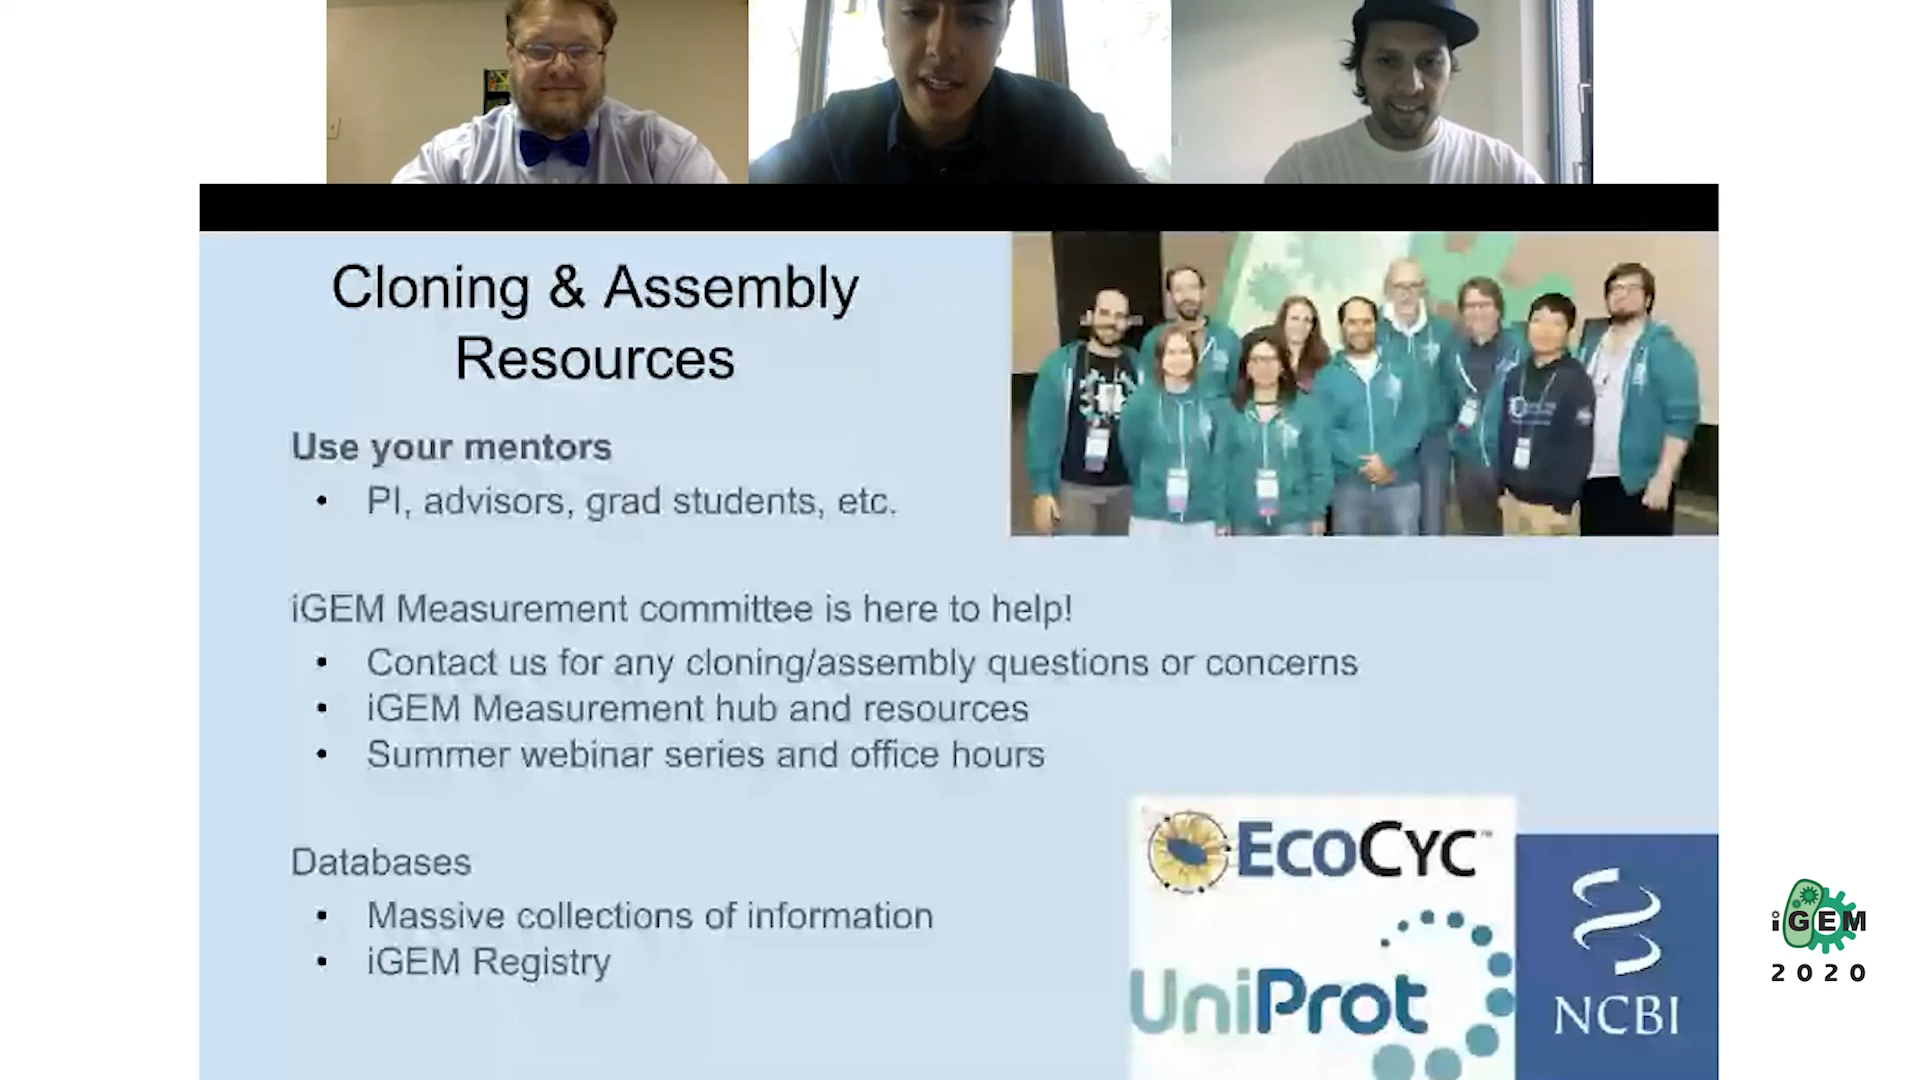 Cloning & Assembly
Resources
Use your mentors
• PI, advisors, grad students, etc.
iGEM Measurement committee is here to help!
• Contact us for any cloning/assembly questions or concerns
• iGEM Measurement hub and resources
• Summer webinar series and office hours
Databases
• Massive collections of information
• iGEM Registry
EcoCyc™
UniProt
NCBI
iGEM
2020